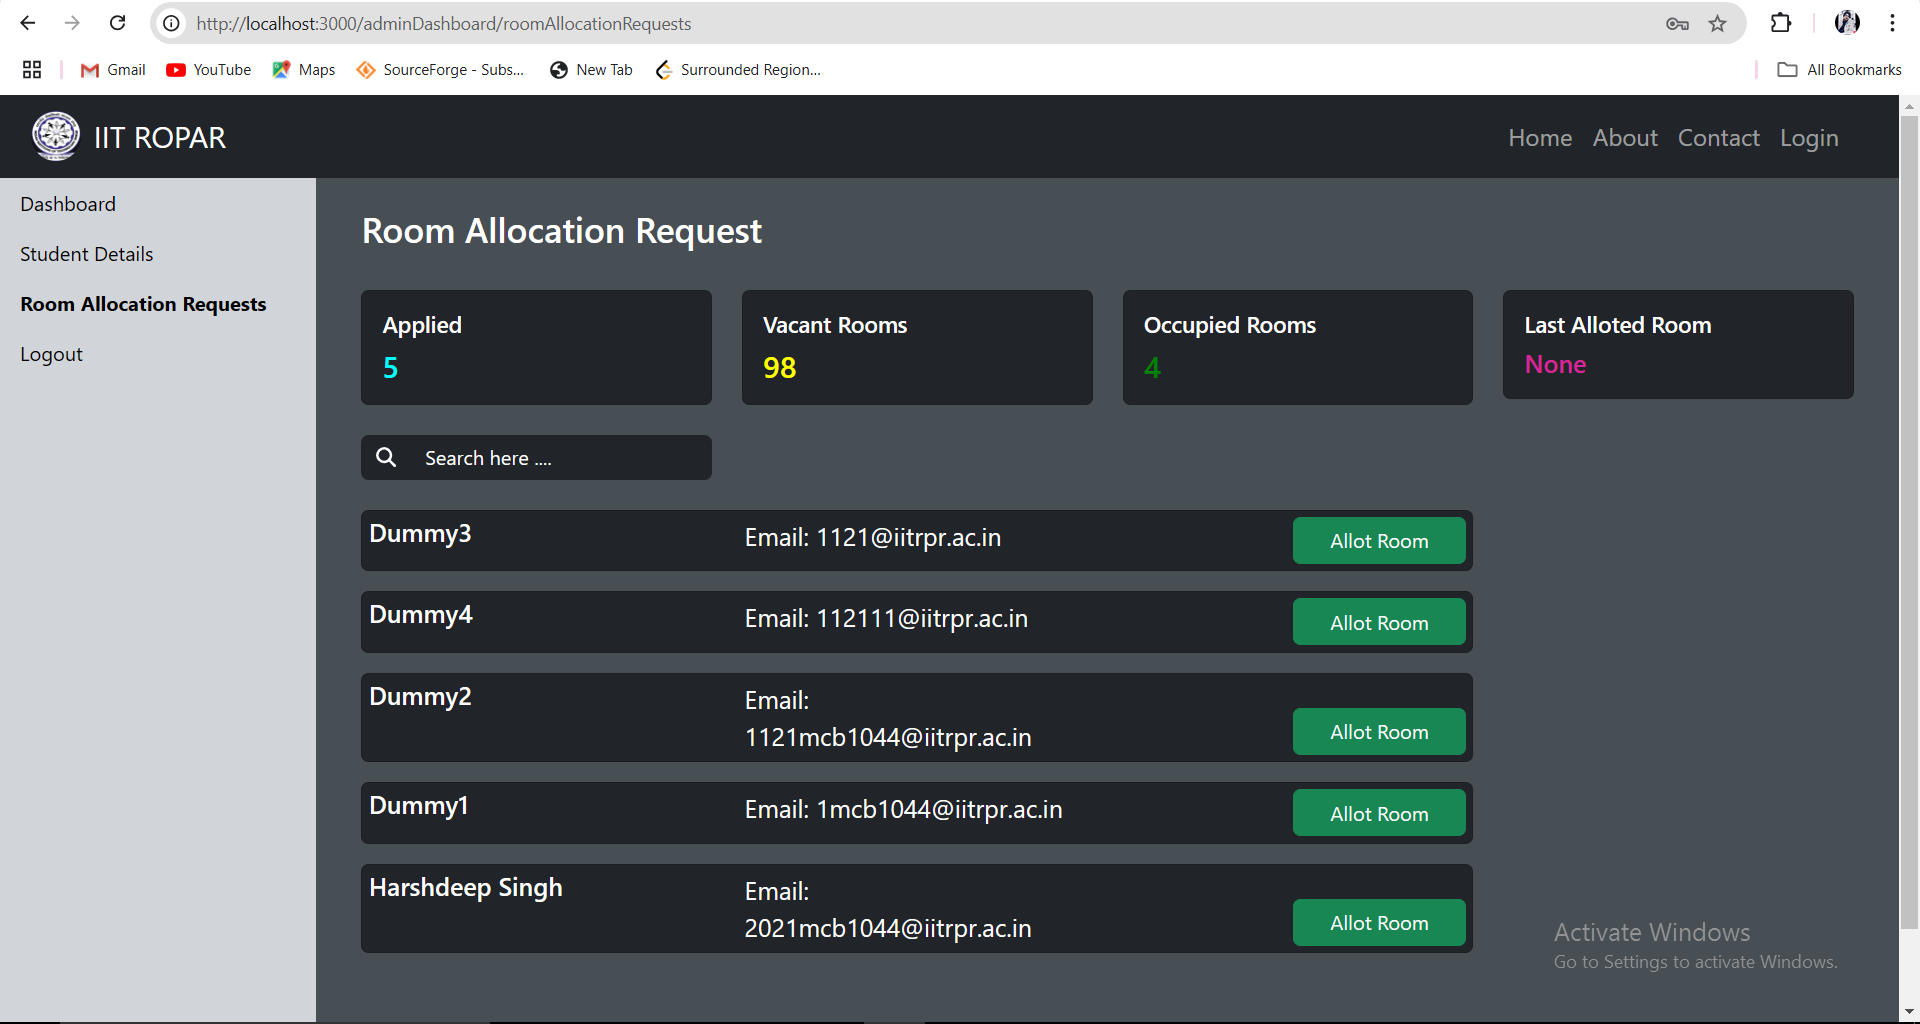 http://localhost:3000/adminDashboard/roomAllocationRequests
Gmail YouTube Maps SourceForge - Subs... New Tab Surrounded Region... All Bookmarks
IIT ROPAR Home About Contact Login
Dashboard
Student Details
Room Allocation Requests
Logout
Room Allocation Request
Applied
5
Vacant Rooms
98
Occupied Rooms
4
Last Alloted Room
None
Search here ....
Dummy3 Email: 1121@iitrpr.ac.in Allot Room
Dummy4 Email: 112111@iitrpr.ac.in Allot Room
Dummy2 Email:
1121mcb1044@iitrpr.ac.in Allot Room
Dummy1 Email: 1mcb1044@iitrpr.ac.in Allot Room
Harshdeep Singh Email:
2021mcb1044@iitrpr.ac.in Allot Room
Activate Windows
Go to Settings to activate Windows.